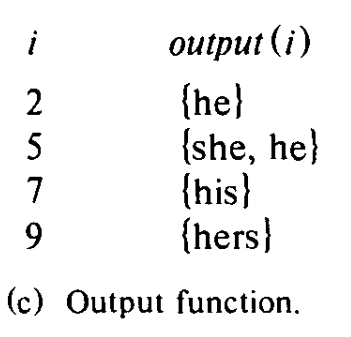 i output(i)
2 {he}
5 {she, he}
7 {his}
9 {hers}
(c) Output function.